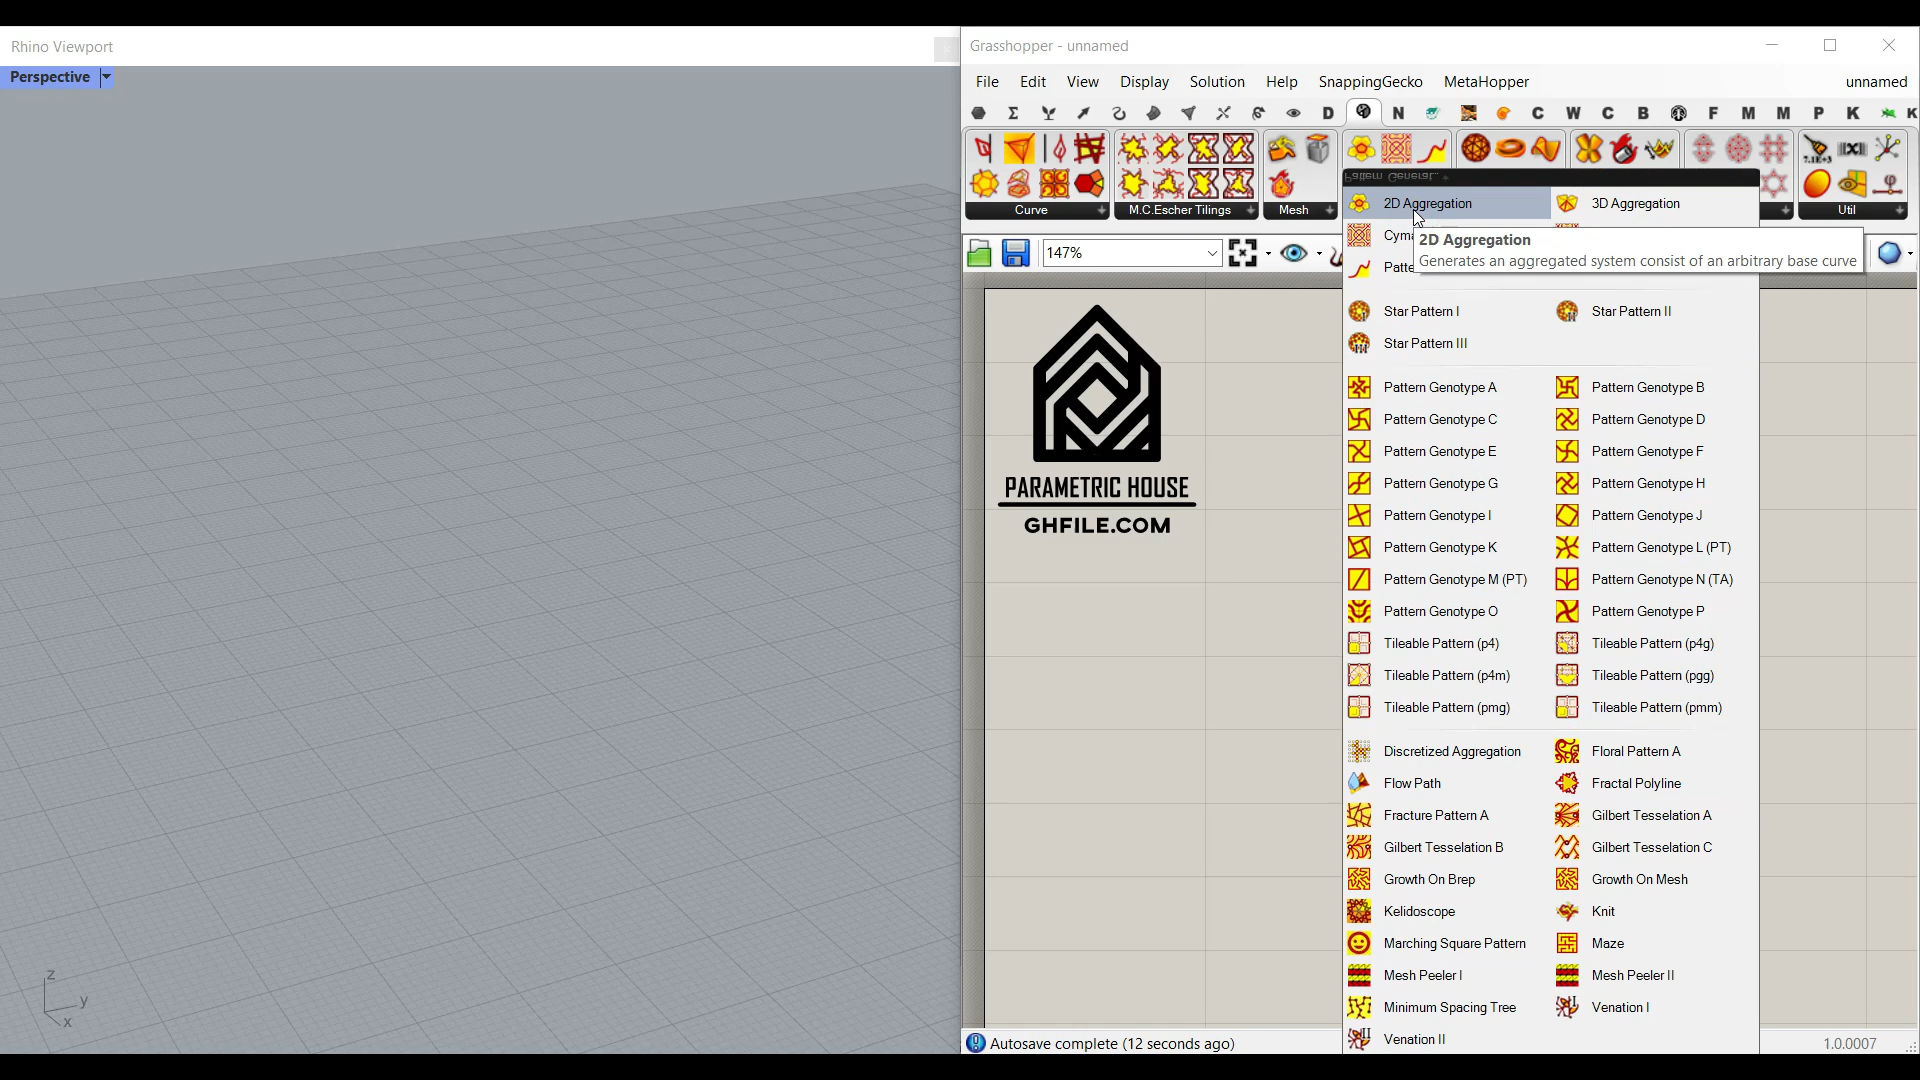 Rhino Viewport
Perspective
Grasshopper - unnamed
File Edit View Display Solution Help SnappingGecko MetaHopper unnamed
D N C W C B F M M P K K
Curve M.C.Escher Tilings Mesh Util
Pattern Generat..
147%
2D Aggregation 3D Aggregation
Cyma
2D Aggregation
Generates an aggregated system consist of an arbitrary base curve
Patte
Star Pattern I Star Pattern II
Star Pattern III
Pattern Genotype A Pattern Genotype B
Pattern Genotype C Pattern Genotype D
Pattern Genotype E Pattern Genotype F
Pattern Genotype G Pattern Genotype H
Pattern Genotype I Pattern Genotype J
Pattern Genotype K Pattern Genotype L (PT)
Pattern Genotype M (PT) Pattern Genotype N (TA)
Pattern Genotype O Pattern Genotype P
Tileable Pattern (p4) Tileable Pattern (p4g)
Tileable Pattern (p4m) Tileable Pattern (pgg)
Tileable Pattern (pmg) Tileable Pattern (pmm)
Discretized Aggregation Floral Pattern A
Flow Path Fractal Polyline
Fracture Pattern A Gilbert Tesselation A
Gilbert Tesselation B Gilbert Tesselation C
Growth On Brep Growth On Mesh
Kelidoscope Knit
Marching Square Pattern Maze
Mesh Peeler I Mesh Peeler II
Minimum Spacing Tree Venation I
Venation II
PARAMETRIC HOUSE
GHFILE.COM
z
y
x
Autosave complete (12 seconds ago)
1.0.0007